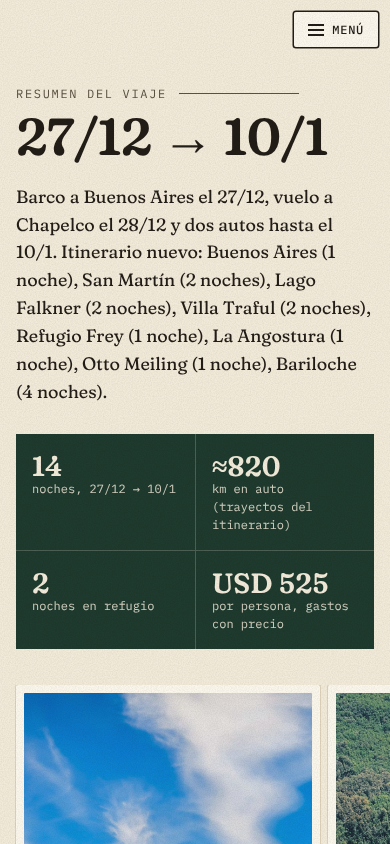 MENÚ
RESUMEN DEL VIAJE
27/12 → 10/1
Barco a Buenos Aires el 27/12, vuelo a
Chapelco el 28/12 y dos autos hasta el
10/1. Itinerario nuevo: Buenos Aires (1
noche), San Martín (2 noches), Lago
Falkner (2 noches), Villa Traful (2 noches),
Refugio Frey (1 noche), La Angostura (1
noche), Otto Meiling (1 noche), Bariloche
(4 noches).
14
noches, 27/12 → 10/1
≈820
km en auto
(trayectos del
itinerario)
2
noches en refugio
USD 525
por persona, gastos
con precio